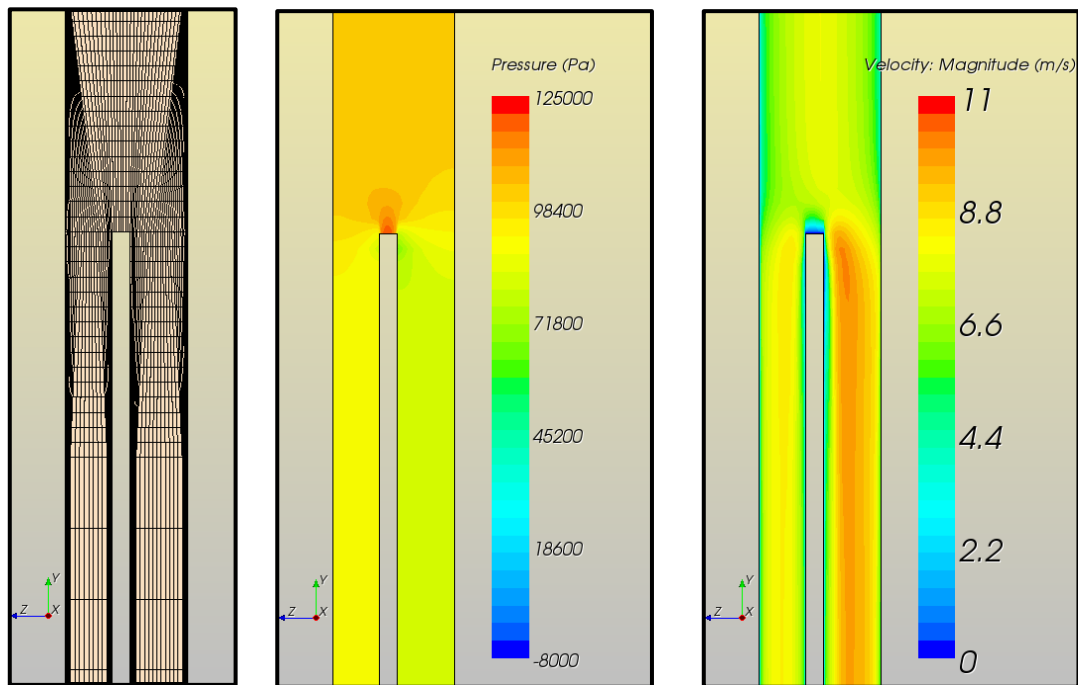 Y
Z
X
Pressure (Pa)
125000
98400
71800
45200
18600
-8000
Y
Z
X
Velocity: Magnitude (m/s)
11
8.8
6.6
4.4
2.2
0
Y
Z
X